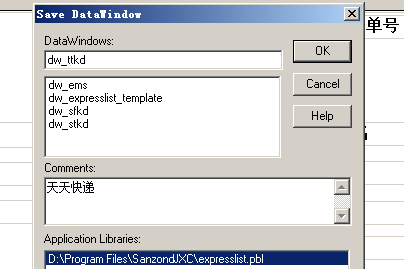 Save DataWindow
单号
DataWindows:
OK
dw_ttkd
Cancel
dw_ems
dw_expresslist_template
dw_sfkd
dw_stkd
Help
Comments:
天天快递
Application Libraries:
D:\Program Files\SanzondJXC\expresslist.pbl